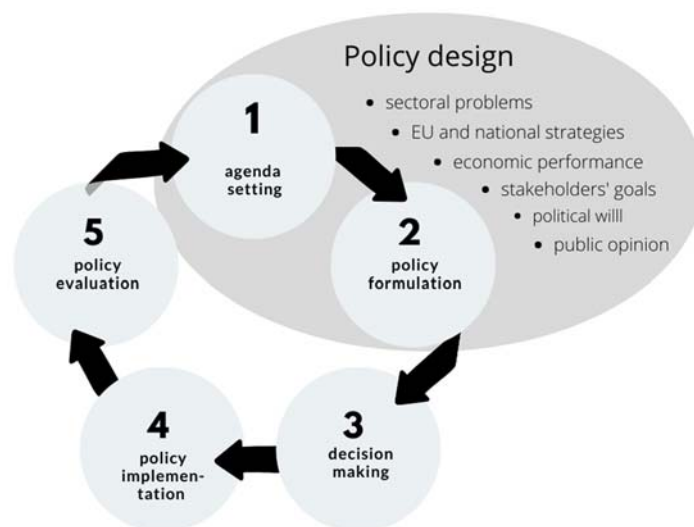 Policy design
• sectoral problems
• EU and national strategies
• economic performance
• stakeholders' goals
• political willl
• public opinion
1
agenda
setting
2
policy
formulation
3
decision
making
4
policy
implemen-
tation
5
policy
evaluation